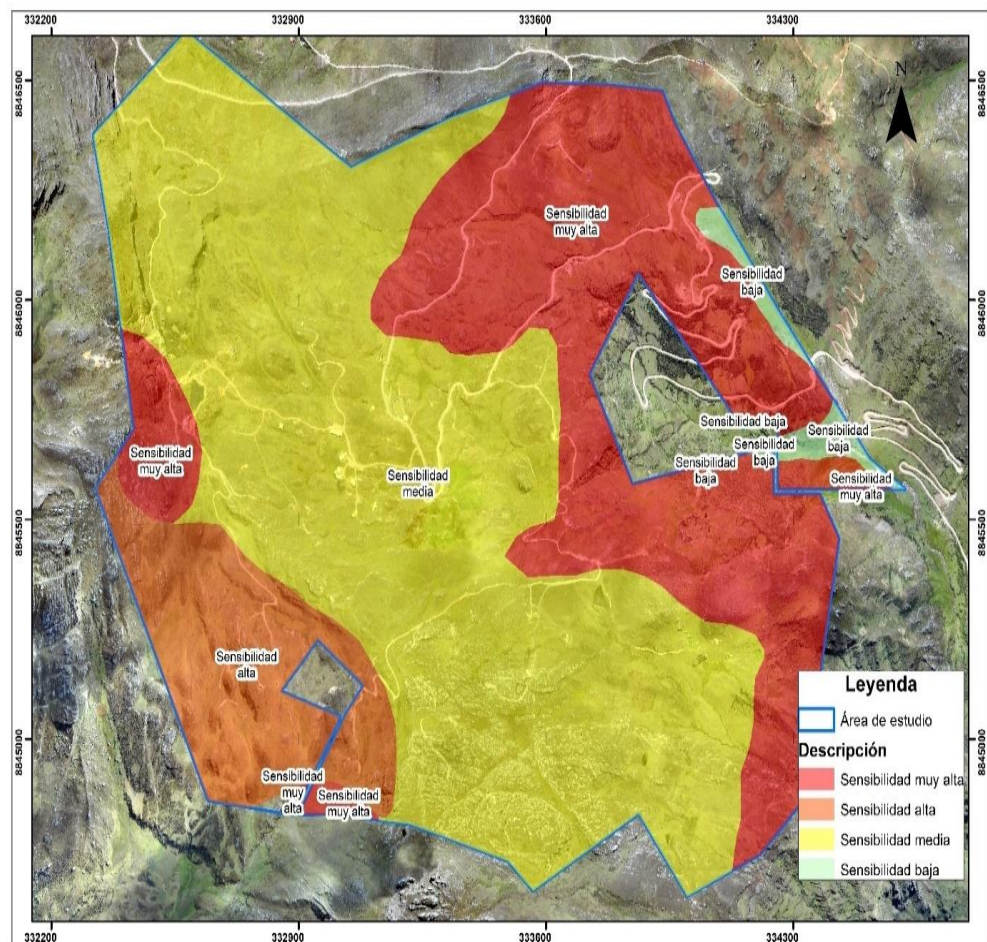 332200
332900
333600
334300
8846500
8846500
N
Sensibilidad
muy alta
Sensibilidad
baja
8846000
8846000
Sensibilidad baja
Sensibilidad
baja
Sensibilidad
baja
Sensibilidad
muy alta
Sensibilidad
media
Sensibilidad
baja
Sensibilidad
muy alta
8845500
8845500
Sensibilidad
alta
Leyenda
Área de estudio
Descripción
Sensibilidad muy alta
Sensibilidad alta
Sensibilidad media
Sensibilidad baja
8845000
8845000
Sensibilidad
muy
alta
Sensibilidad
muy alta
332200
332900
333600
334300